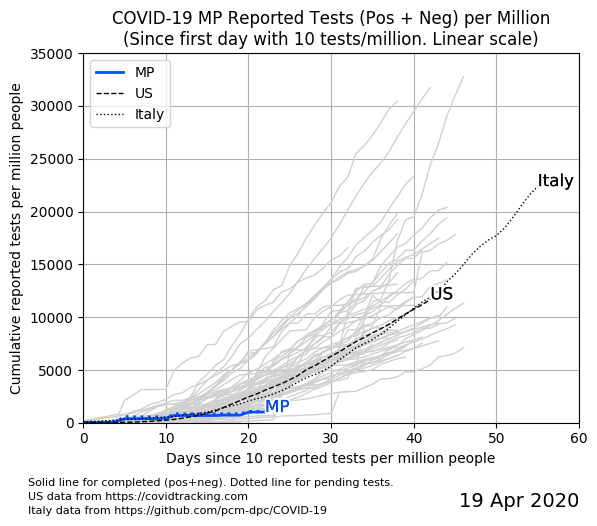 COVID-19 MP Reported Tests (Pos + Neg) per Million
(Since first day with 10 tests/million. Linear scale)
Cumulative reported tests per million people
35000
30000
25000
20000
15000
10000
5000
0
MP
US
Italy
Italy
US
MP
0 10 20 30 40 50 60
Days since 10 reported tests per million people
Solid line for completed (pos+neg). Dotted line for pending tests.
US data from https://covidtracking.com
Italy data from https://github.com/pcm-dpc/COVID-19
19 Apr 2020